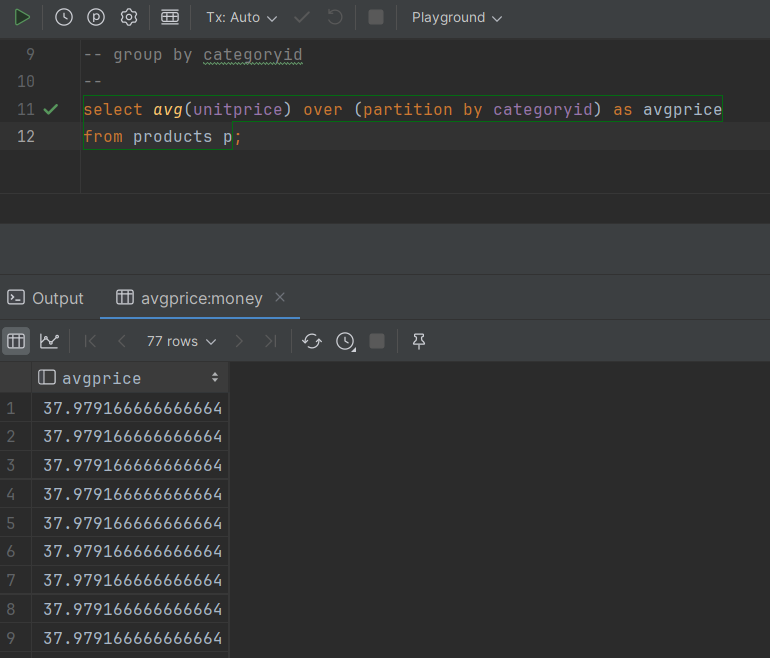 Tx: Auto Playground
9 -- group by categoryid
10 --
11 select avg(unitprice) over (partition by categoryid) as avgprice
12 from products p;
Output avgprice:money
77 rows
avgprice
1 37.979166666666664
2 37.979166666666664
3 37.979166666666664
4 37.979166666666664
5 37.979166666666664
6 37.979166666666664
7 37.979166666666664
8 37.979166666666664
9 37.979166666666664